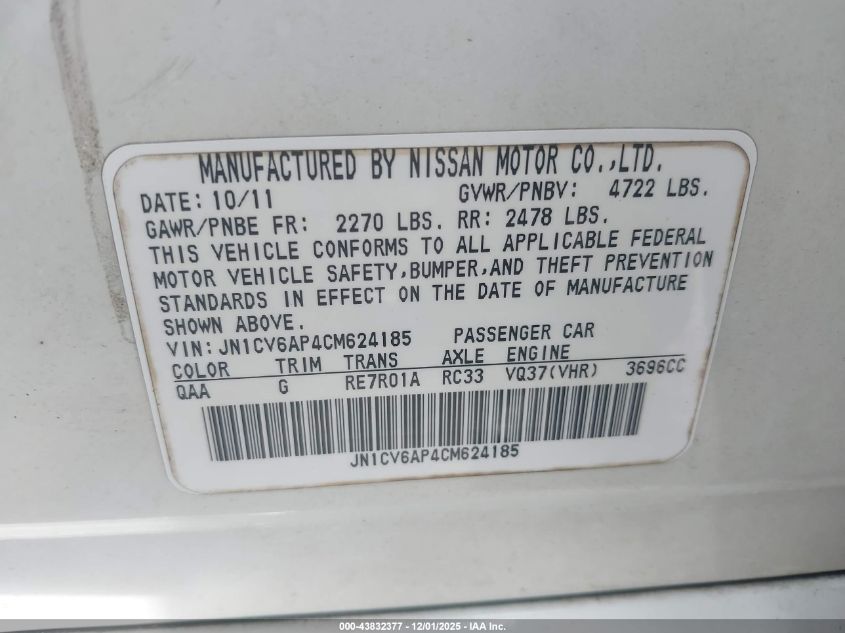 MANUFACTURED BY NISSAN MOTOR CO.,LTD.
DATE: 10/11 GVWR/PNBV: 4722 LBS.
GAWR/PNBE FR: 2270 LBS. RR: 2478 LBS.
THIS VEHICLE CONFORMS TO ALL APPLICABLE FEDERAL
MOTOR VEHICLE SAFETY,BUMPER,AND THEFT PREVENTION
STANDARDS IN EFFECT ON THE DATE OF MANUFACTURE
SHOWN ABOVE.
VIN: JN1CV6AP4CM624185 PASSENGER CAR
COLOR TRIM TRANS AXLE ENGINE
QAA G RE7R01A RC33 VQ37(VHR) 3696CC
JN1CV6AP4CM624185
000-43832377 - 12/01/2025 - IAA Inc.